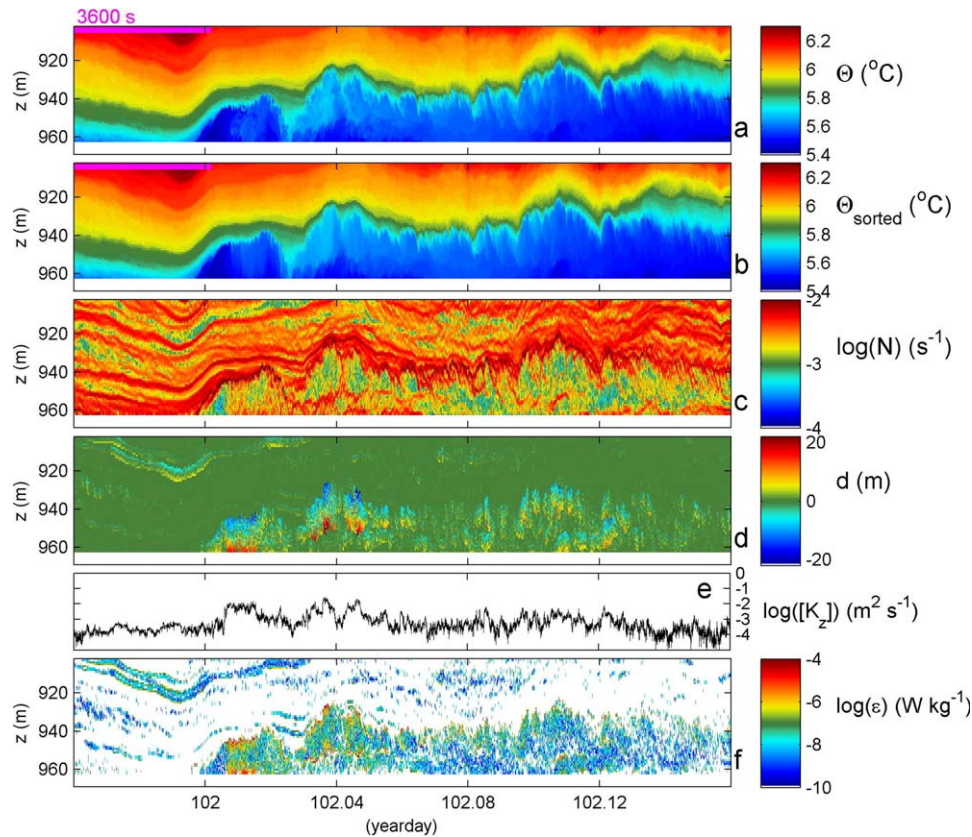 3600 s
z (m)
920
940
960
a
6.2
6
5.8
5.6
5.4
Θ (°C)
z (m)
920
940
960
b
6.2
6
5.8
5.6
5.4
Θsorted (°C)
z (m)
920
940
960
c
-2
-3
-4
log(N) (s⁻¹)
z (m)
920
940
960
d
20
10
0
-10
-20
d (m)
e
0
-1
-2
-3
-4
log([Kz]) (m² s⁻¹)
z (m)
920
940
960
f
-4
-6
-8
-10
log(ε) (W kg⁻¹)
102
102.04
102.08
102.12
(yearday)